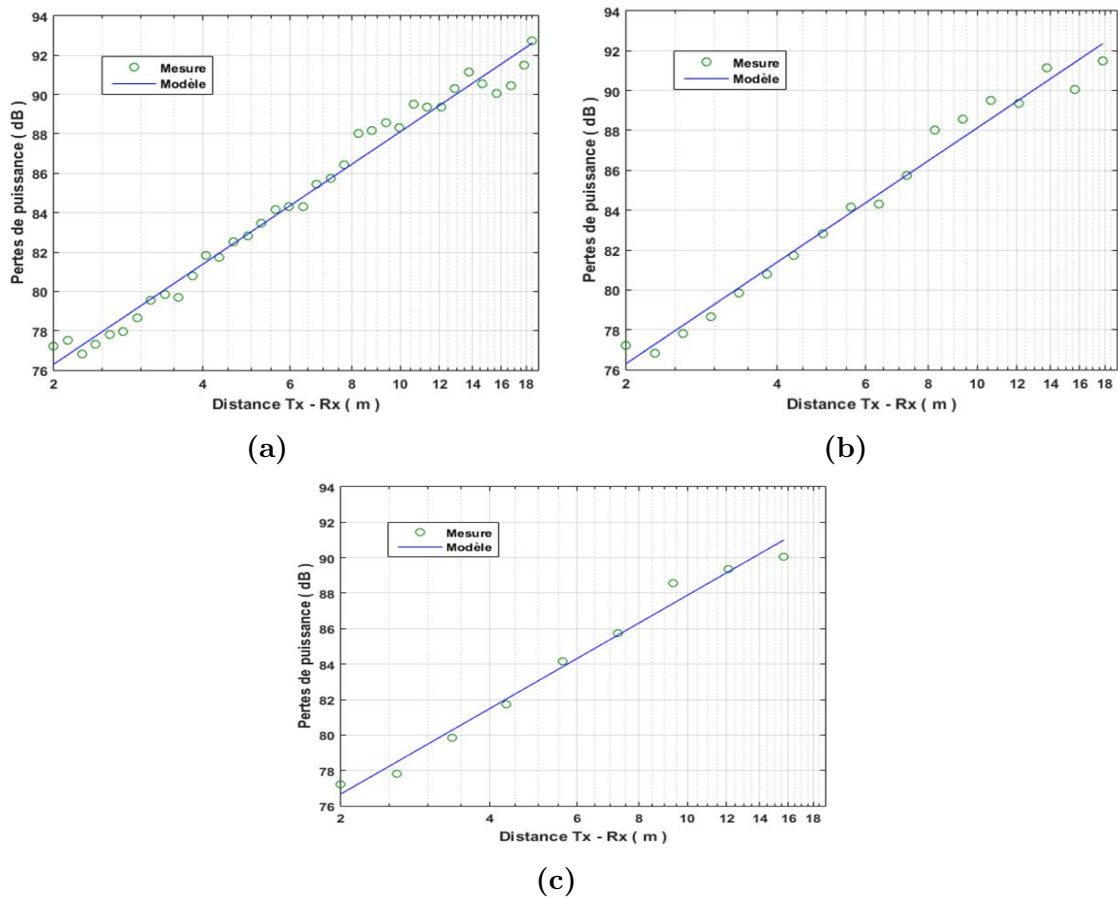 94
92
90
88
86
84
82
80
78
76
Pertes de puissance ( dB )
Mesure
Modèle
2 4 6 8 10 12 14 16 18
Distance Tx - Rx ( m )
(a)
94
92
90
88
86
84
82
80
78
76
Pertes de puissance ( dB )
Mesure
Modèle
2 4 6 8 10 12 14 16 18
Distance Tx - Rx ( m )
(b)
94
92
90
88
86
84
82
80
78
76
Pertes de puissance ( dB )
Mesure
Modèle
2 4 6 8 10 12 14 16 18
Distance Tx - Rx ( m )
(c)